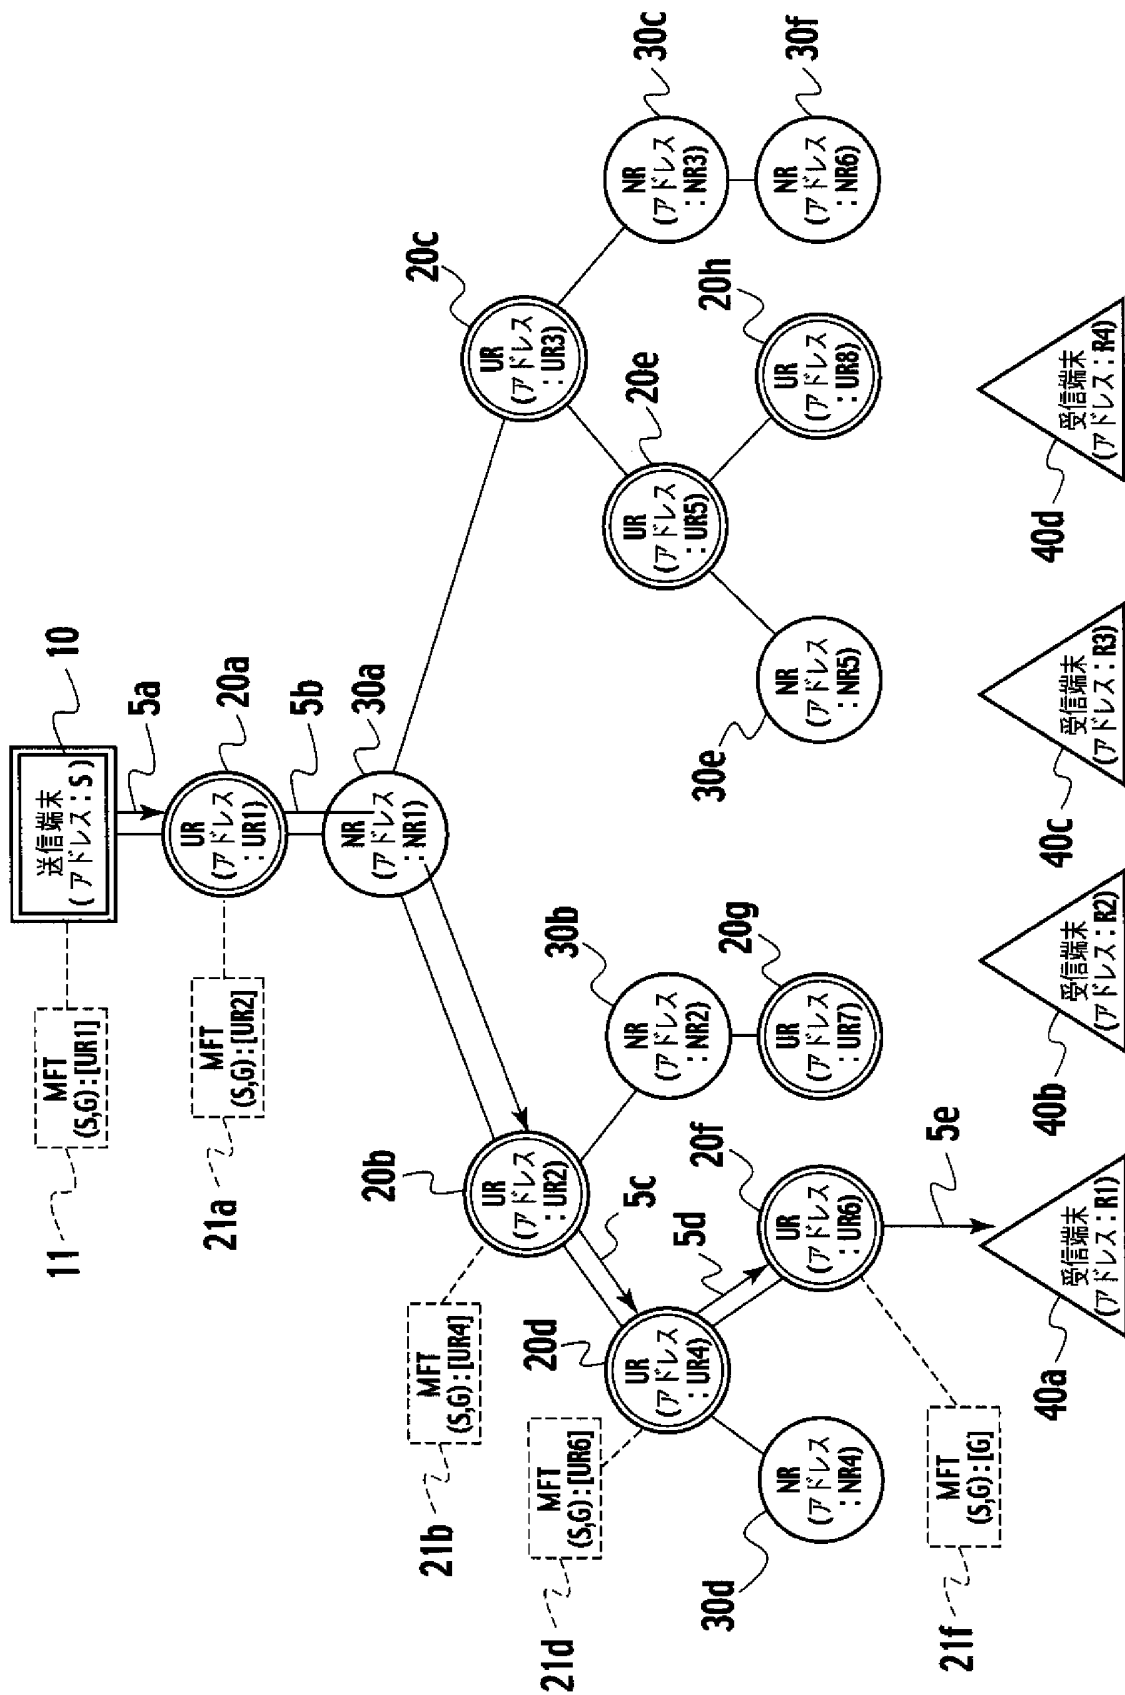 10
送信端末
(アドレス:S)
5a
MFT
(S,G):[UR1]
11
20a
UR
(アドレス
:UR1)
MFT
(S,G):[UR2]
21a
5b
30a
NR
(アドレス
:NR1)
20b
UR
(アドレス
:UR2)
MFT
(S,G):[UR4]
21b
20c
UR
(アドレス
:UR3)
5c
20d
UR
(アドレス
:UR4)
MFT
(S,G):[UR6]
21d
30b
NR
(アドレス
:NR2)
20e
UR
(アドレス
:UR5)
30c
NR
(アドレス
:NR3)
5d
30d
NR
(アドレス
:NR4)
20f
UR
(アドレス
:UR6)
20g
UR
(アドレス
:UR7)
30e
NR
(アドレス
:NR5)
20h
UR
(アドレス
:UR8)
30f
NR
(アドレス
:NR6)
MFT
(S,G):[G]
21f
5e
40a
受信端末
(アドレス:R1)
40b
受信端末
(アドレス:R2)
40c
受信端末
(アドレス:R3)
40d
受信端末
(アドレス:R4)